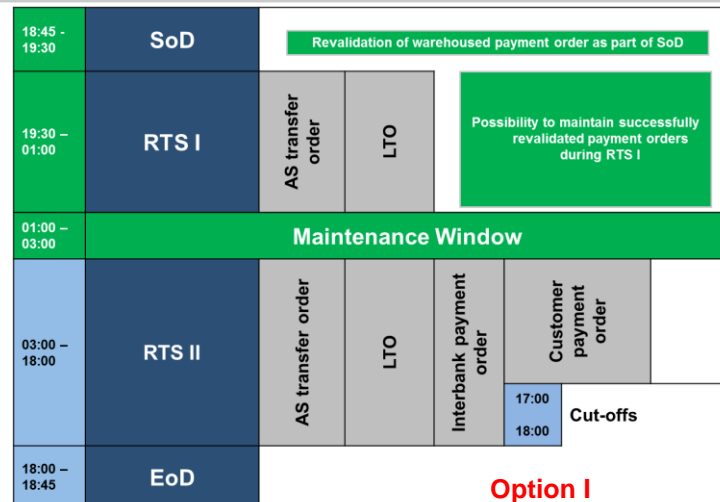 18:45 -
19:30
SoD
Revalidation of warehoused payment order as part of SoD
19:30 –
01:00
RTS I
AS transfer
order
LTO
Possibility to maintain successfully
revalidated payment orders
during RTS I
01:00 –
03:00
Maintenance Window
03:00 –
18:00
RTS II
AS transfer order
LTO
Interbank payment
order
Customer
payment
order
17:00
18:00
Cut-offs
18:00 –
18:45
EoD
Option I